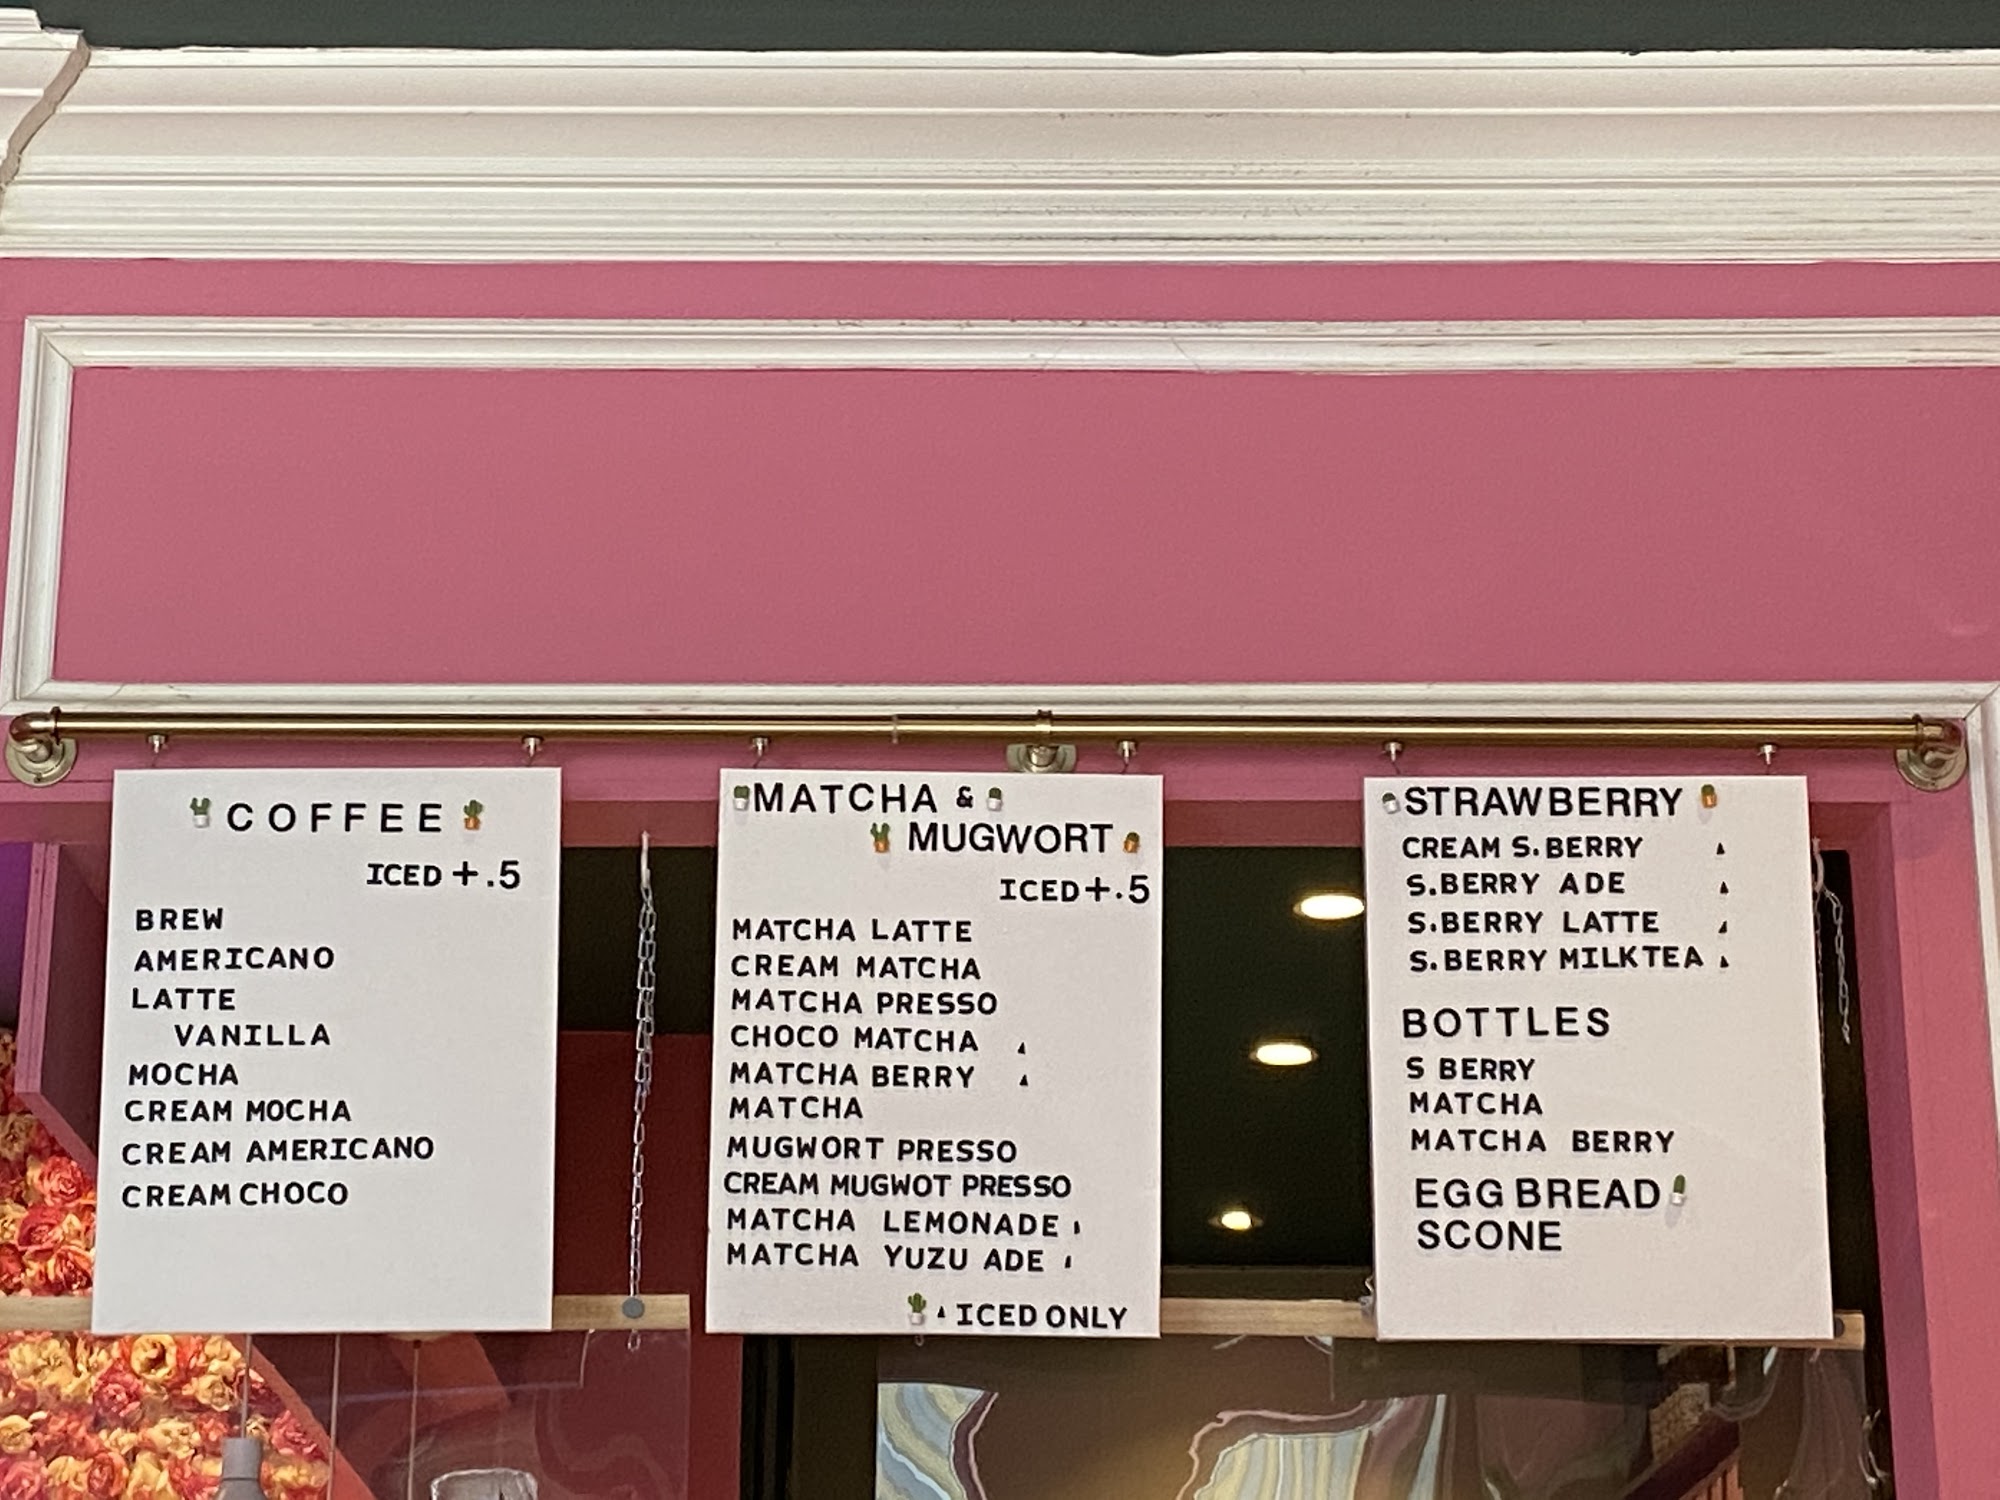 COFFEE
ICED +.5
BREW
AMERICANO
LATTE
VANILLA
MOCHA
CREAM MOCHA
CREAM AMERICANO
CREAM CHOCO
MATCHA &
MUGWORT
ICED +.5
MATCHA LATTE
CREAM MATCHA
MATCHA PRESSO
CHOCO MATCHA
MATCHA BERRY
MATCHA
MUGWORT PRESSO
CREAM MUGWOT PRESSO
MATCHA LEMONADE
MATCHA YUZU ADE
ICED ONLY
STRAWBERRY
CREAM S.BERRY
S.BERRY ADE
S.BERRY LATTE
S.BERRY MILKTEA
BOTTLES
S BERRY
MATCHA
MATCHA BERRY
EGG BREAD
SCONE